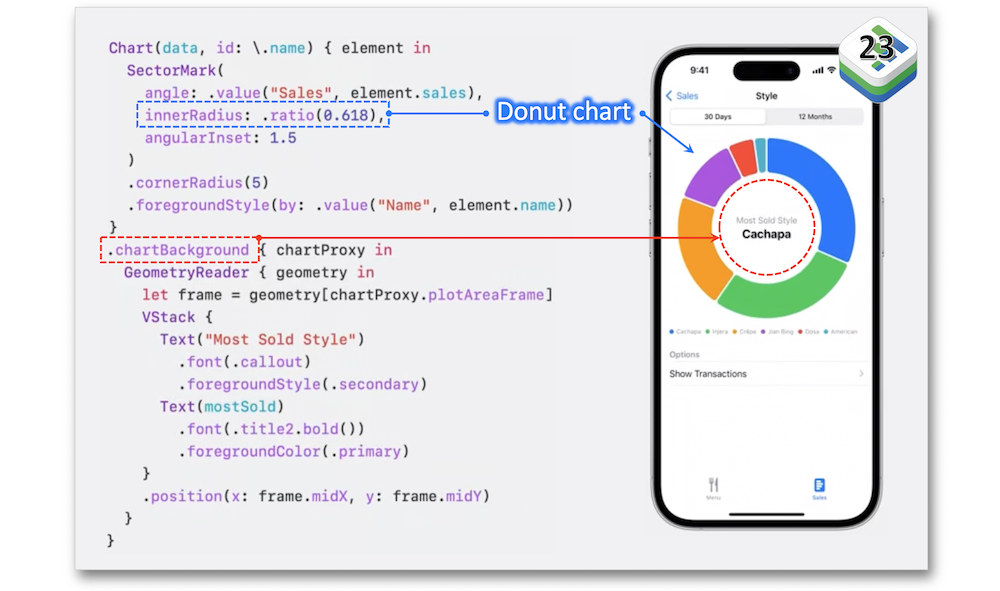 Chart(data, id: \.name) { element in
SectorMark(
angle: .value("Sales", element.sales),
innerRadius: .ratio(0.618),
angularInset: 1.5
)
.cornerRadius(5)
.foregroundStyle(by: .value("Name", element.name))
}
.chartBackground { chartProxy in
GeometryReader { geometry in
let frame = geometry[chartProxy.plotAreaFrame]
VStack {
Text("Most Sold Style")
.font(.callout)
.foregroundStyle(.secondary)
Text(mostSold)
.font(.title2.bold())
.foregroundColor(.primary)
}
.position(x: frame.midX, y: frame.midY)
}
}
Donut chart
23
9:41
Sales
Style
30 Days
12 Months
Most Sold Style
Cachapa
Cachapa Injera Crêpe Jian Bing Dosa American
Options
Show Transactions
Menu
Sales